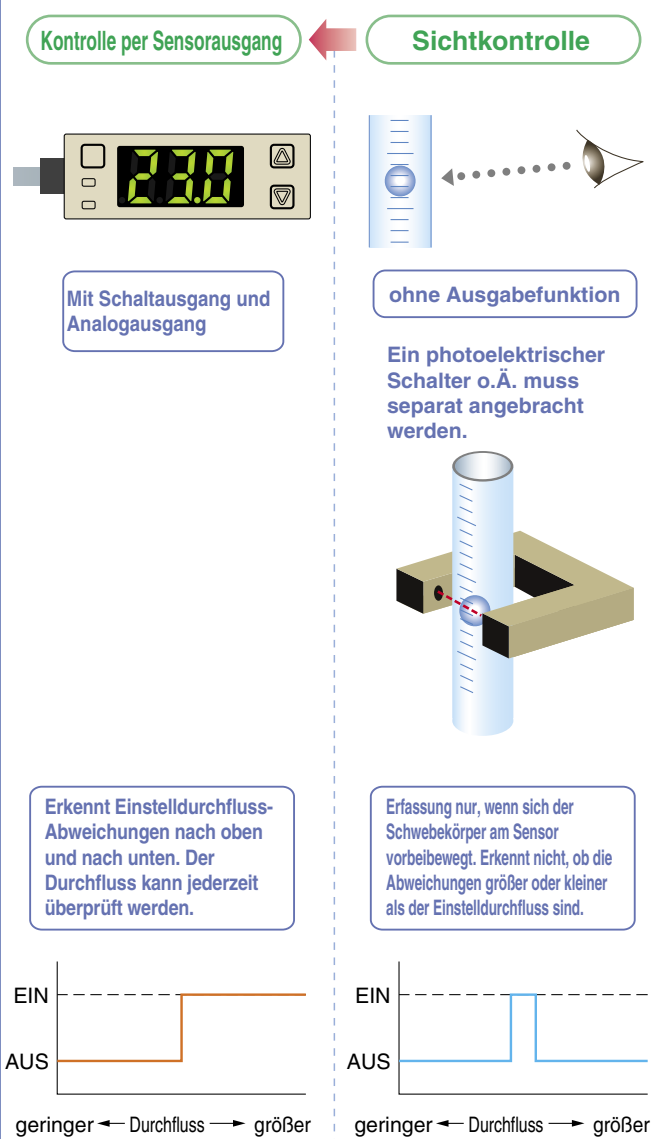 Kontrolle per Sensorausgang
Sichtkontrolle
23.0
Mit Schaltausgang und
Analogausgang
ohne Ausgabefunktion
Ein photoelektrischer
Schalter o.Ä. muss
separat angebracht
werden.
Erkennt Einstelldurchfluss-
Abweichungen nach oben
und nach unten. Der
Durchfluss kann jederzeit
überprüft werden.
Erfassung nur, wenn sich der
Schwebekörper am Sensor
vorbeibewegt. Erkennt nicht, ob die
Abweichungen größer oder kleiner
als der Einstelldurchfluss sind.
EIN
AUS
geringer ← Durchfluss → größer
EIN
AUS
geringer ← Durchfluss → größer